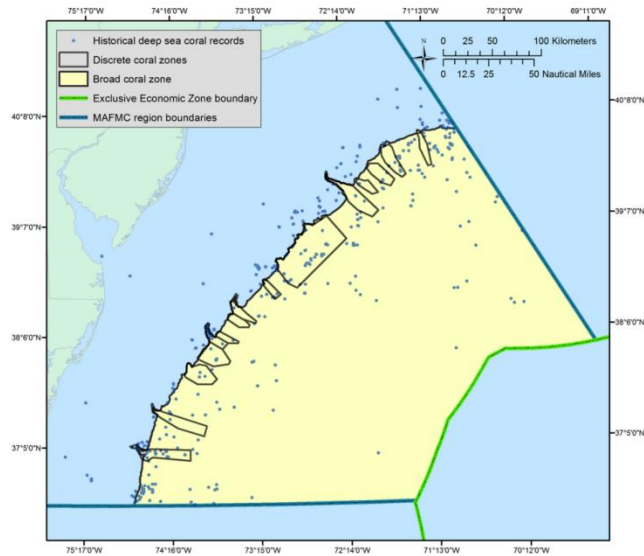 75°17'0"W 74°16'0"W 73°15'0"W 72°14'0"W 71°13'0"W 70°12'0"W 69°11'0"W
Historical deep sea coral records
Discrete coral zones
Broad coral zone
Exclusive Economic Zone boundary
MAFMC region boundaries
N
0 25 50 100 Kilometers
0 12.5 25 50 Nautical Miles
40°8'0"N 40°8'0"N
39°7'0"N 39°7'0"N
38°6'0"N 38°6'0"N
37°5'0"N 37°5'0"N
75°17'0"W 74°16'0"W 73°15'0"W 72°14'0"W 71°13'0"W 70°12'0"W